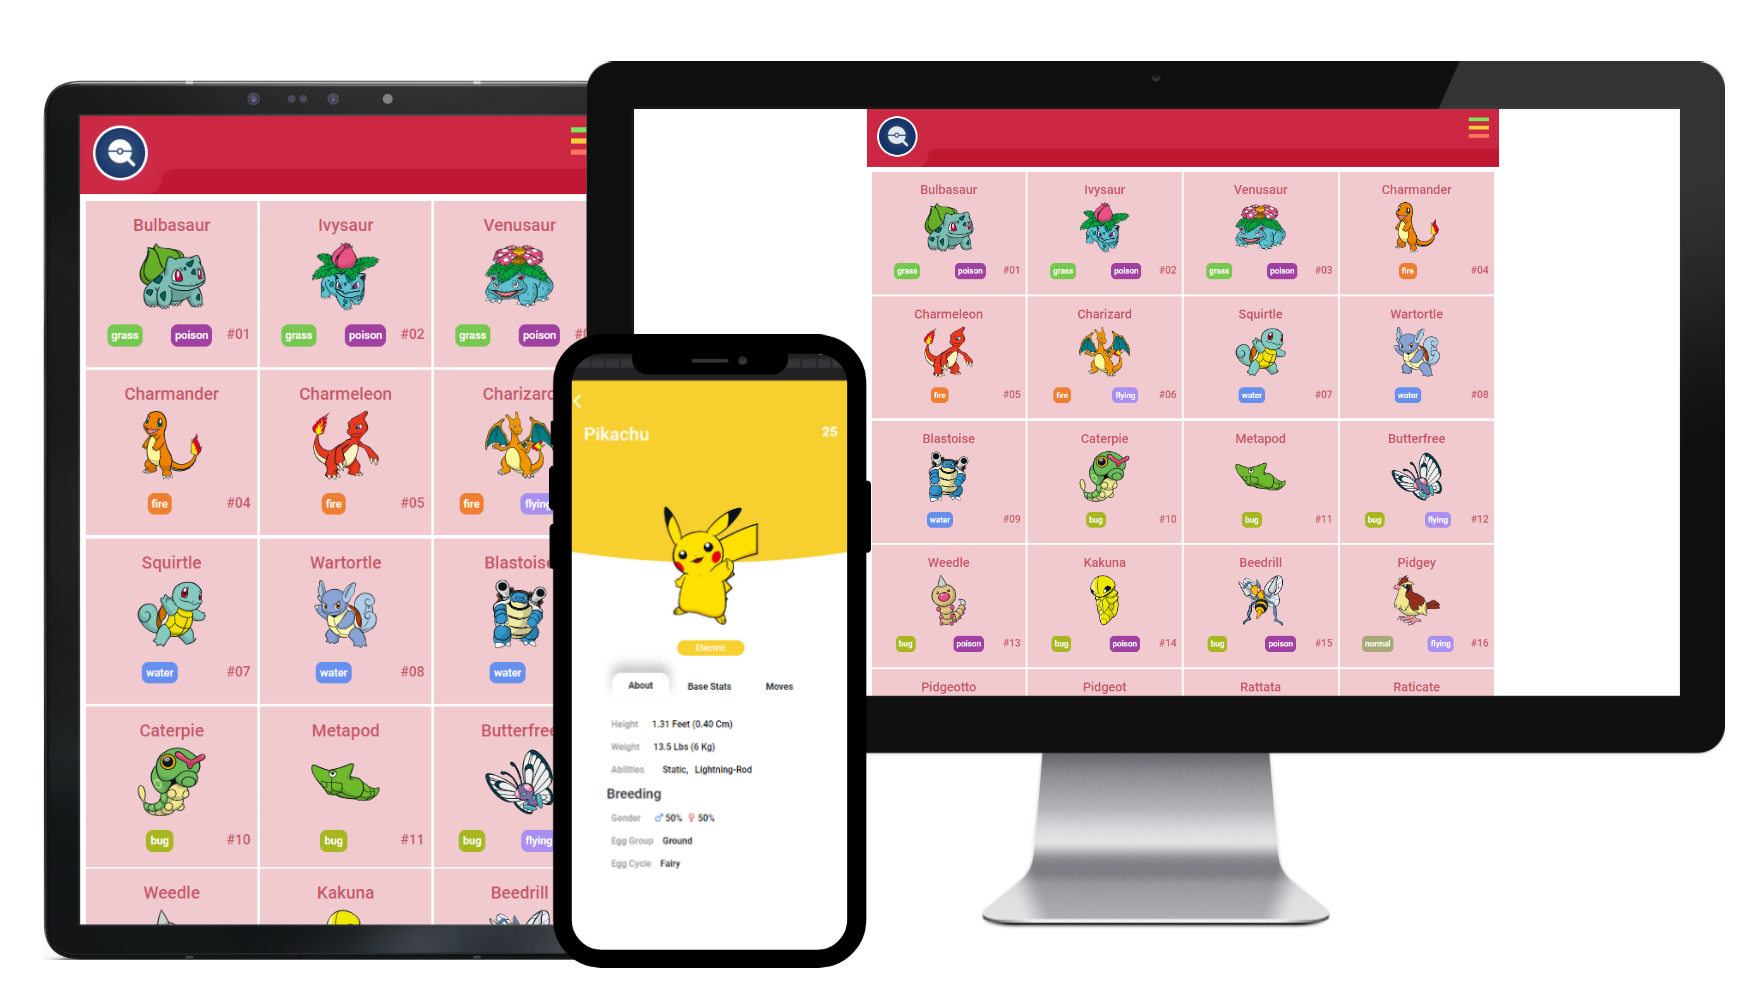 Bulbasaur Ivysaur Venusaur
grass poison #01 grass poison #02 grass poison
Charmander Charmeleon Charizard
fire #04 fire #05 fire flying
Squirtle Wartortle Blastoise
water #07 water #08 water
Caterpie Metapod Butterfree
bug #10 bug #11 bug flying
Weedle Kakuna Beedrill
Pikachu 25
Electric
About Base Stats Moves
Height 1.31 Feet (0.40 Cm)
Weight 13.5 Lbs (6 Kg)
Abilities Static, Lightning-Rod
Breeding
Gender ♂ 50% ♀ 50%
Egg Group Ground
Egg Cycle Fairy
Bulbasaur Ivysaur Venusaur Charmander
grass poison #01 grass poison #02 grass poison #03 fire #04
Charmeleon Charizard Squirtle Wartortle
fire #05 fire flying #06 water #07 water #08
Blastoise Caterpie Metapod Butterfree
water #09 bug #10 bug #11 bug flying #12
Weedle Kakuna Beedrill Pidgey
bug poison #13 bug poison #14 bug poison #15 normal flying #16
Pidgeotto Pidgeot Rattata Raticate